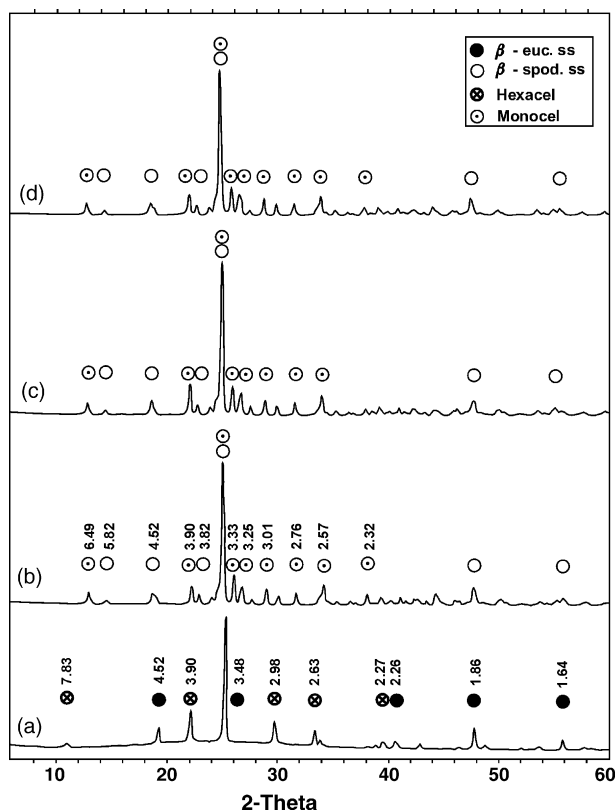 β - euc. ss
β - spod. ss
Hexacel
Monocel
(d)
(c)
6.49 5.82 4.52 3.90 3.82 3.33 3.25 3.01 2.76 2.57 2.32
(b)
7.83 4.52 3.90 3.48 2.98 2.63 2.27 2.26 1.86 1.64
(a)
10 20 30 40 50 60
2-Theta